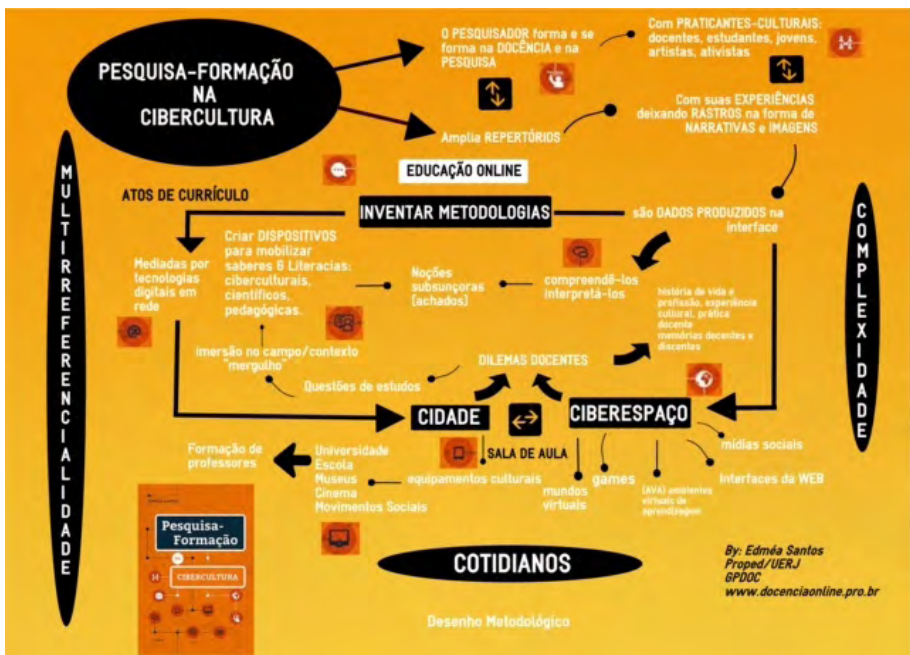 PESQUISA-FORMAÇÃO
NA
CIBERCULTURA
O PESQUISADOR forma e se
forma na DOCÊNCIA e na
PESQUISA
Com PRATICANTES-CULTURAIS:
docentes, estudantes, jovens,
artistas, ativistas
Amplia REPERTÓRIOS
Com suas EXPERIÊNCIAS
deixando RASTROS na forma de
NARRATIVAS e IMAGENS
EDUCAÇÃO ONLINE
MULTIRREFERENCIALIDADE
ATOS DE CURRÍCULO
INVENTAR METODOLOGIAS
são DADOS PRODUZIDOS na
interface
COMPLEXIDADE
Mediadas por
tecnologias
digitais em
rede
Criar DISPOSITIVOS
para mobilizar
saberes & Literacias:
ciberculturais,
científicos,
pedagógicas.
Noções
subsunçoras
(achados)
compreendê-los
interpretá-los
história de vida e
profissão, experiência
cultural, prática
docente
memórias docentes e
discentes
imersão no campo/contexto
"mergulho"
DILEMAS DOCENTES
Questões de estudos
CIDADE
CIBERESPAÇO
SALA DE AULA
mídias sociais
Formação de
professores
Universidade
Escola
Museus
Cinema
Movimentos Sociais
equipamentos culturais
mundos
virtuais
games
(AVA) ambientes
virtuais de
aprendizagem
Interfaces da WEB
Pesquisa-
Formação
CIBERCULTURA
COTIDIANOS
By: Edméa Santos
Proped/UERJ
GPDOC
www.docenciaonline.pro.br
Desenho Metodológico